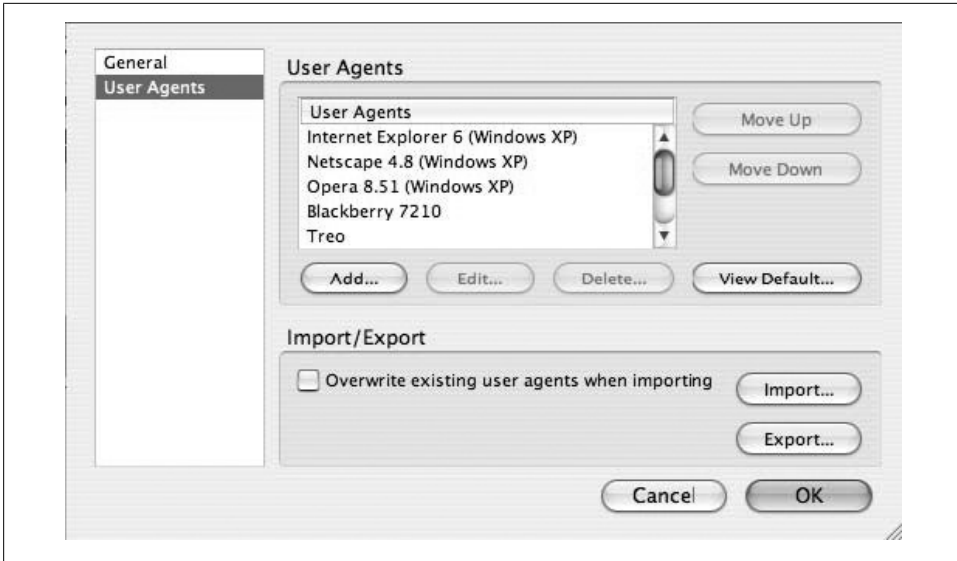 General
User Agents
User Agents
User Agents
Internet Explorer 6 (Windows XP)
Netscape 4.8 (Windows XP)
Opera 8.51 (Windows XP)
Blackberry 7210
Treo
Move Up
Move Down
Add...
Edit...
Delete...
View Default...
Import/Export
Overwrite existing user agents when importing
Import...
Export...
Cancel
OK